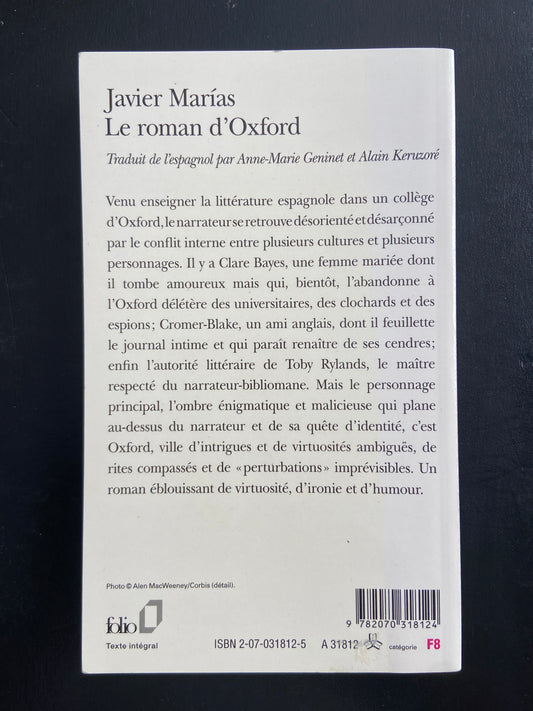 Javier Marías
Le roman d'Oxford
Traduit de l'espagnol par Anne-Marie Geninet et Alain Keruzoré
Venu enseigner la littérature espagnole dans un collège
d'Oxford, le narrateur se retrouve désorienté et désarçonné
par le conflit interne entre plusieurs cultures et plusieurs
personnages. Il y a Clare Bayes, une femme mariée dont
il tombe amoureux mais qui, bientôt, l'abandonne à
l'Oxford délétère des universitaires, des clochards et des
espions ; Cromer-Blake, un ami anglais, dont il feuillette
le journal intime et qui paraît renaître de ses cendres ;
enfin l'autorité littéraire de Toby Rylands, le maître
respecté du narrateur-bibliomane. Mais le personnage
principal, l'ombre énigmatique et malicieuse qui plane
au-dessus du narrateur et de sa quête d'identité, c'est
Oxford, ville d'intrigues et de virtuosités ambiguës, de
rites compassés et de « perturbations » imprévisibles. Un
roman éblouissant de virtuosité, d'ironie et d'humour.
Photo © Alen MacWeeney/Corbis (détail).
9 782070 318124
folio
Texte intégral
ISBN 2-07-031812-5 A 31812 catégorie F8